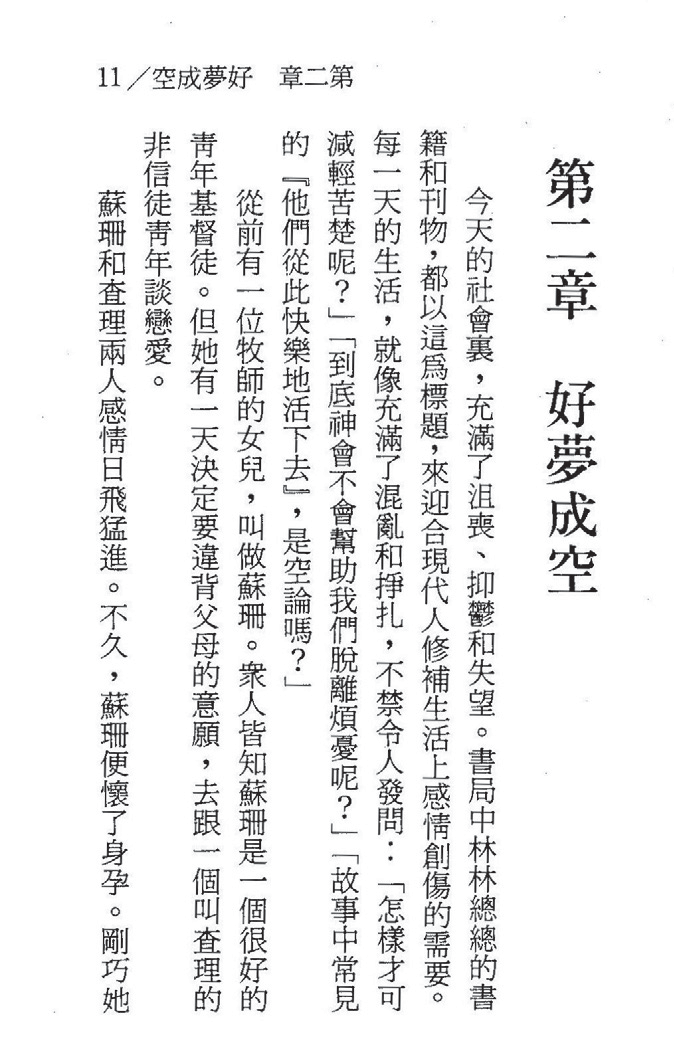 11／空成夢好　章二第
第二章　好夢成空
今天的社會裏，充滿了沮喪、抑鬱和失望。書局中林林總總的書
籍和刊物，都以這爲標題，來迎合現代人修補生活上感情創傷的需要。
每一天的生活，就像充滿了混亂和掙扎，不禁令人發問：「怎樣才可
減輕苦楚呢？」「到底神會不會幫助我們脫離煩憂呢？」「故事中常見
的『他們從此快樂地活下去』，是空論嗎？」
從前有一位牧師的女兒，叫做蘇珊。衆人皆知蘇珊是一個很好的
靑年基督徒。但她有一天決定要違背父母的意願，去跟一個叫查理的
非信徒靑年談戀愛。
蘇珊和查理兩人感情日飛猛進。不久，蘇珊便懷了身孕。剛巧她